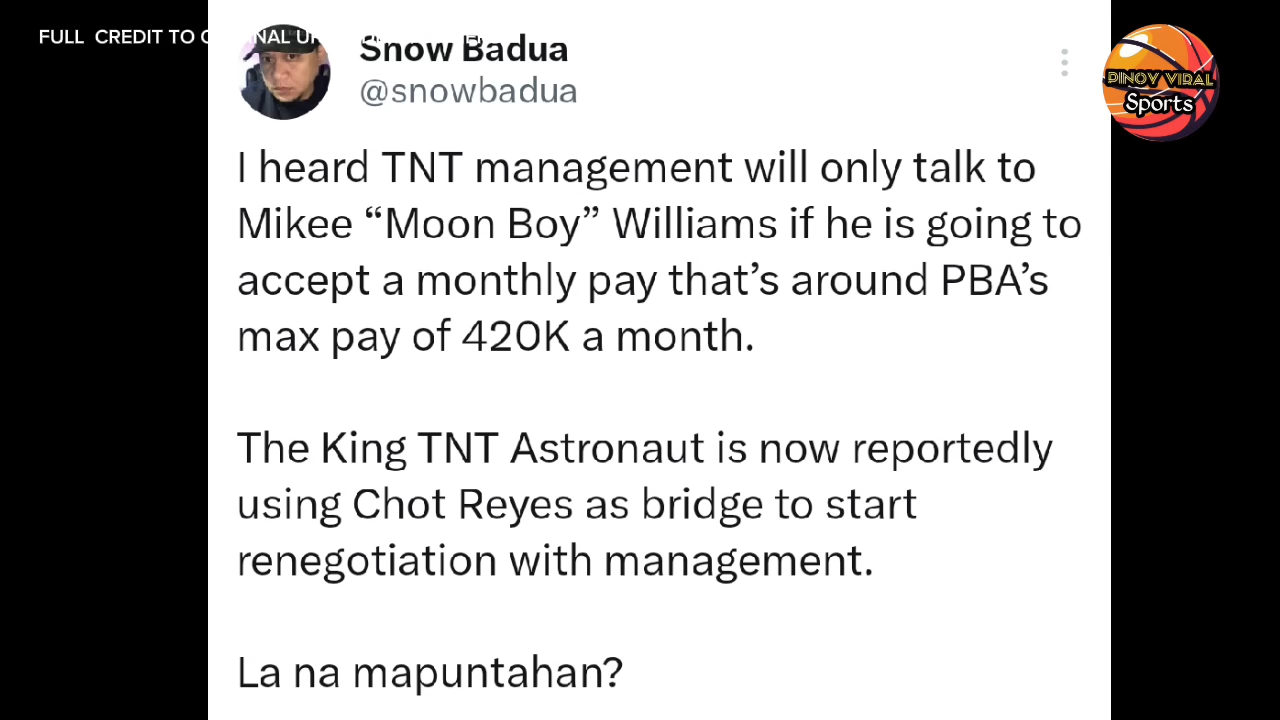 FULL CREDIT TO
Snow Badua
@snowbadua
PINOY VIRAL
Sports
I heard TNT management will only talk to
Mikee “Moon Boy” Williams if he is going to
accept a monthly pay that’s around PBA’s
max pay of 420K a month.
The King TNT Astronaut is now reportedly
using Chot Reyes as bridge to start
renegotiation with management.
La na mapuntahan?